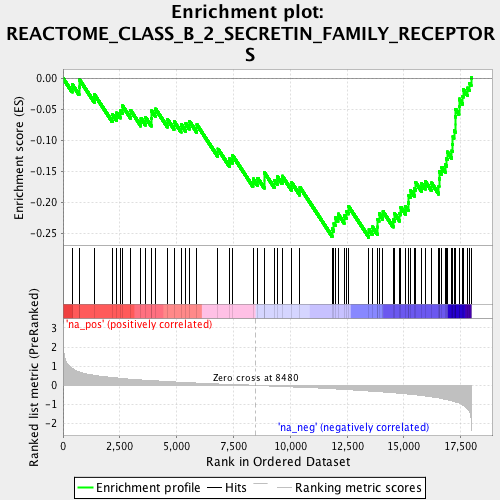 Enrichment plot:
REACTOME_CLASS_B_2_SECRETIN_FAMILY_RECEPTOR
S
Enrichment score (ES)
0.00
-0.05
-0.10
-0.15
-0.20
-0.25
'na_pos' (positively correlated)
Ranked list metric (PreRanked)
3
2
1
0
-1
-2
Zero cross at 8480
'na_neg' (negatively correlated)
0
2,500
5,000
7,500
10,000
12,500
15,000
17,500
Rank in Ordered Dataset
Enrichment profile
Hits
Ranking metric scores